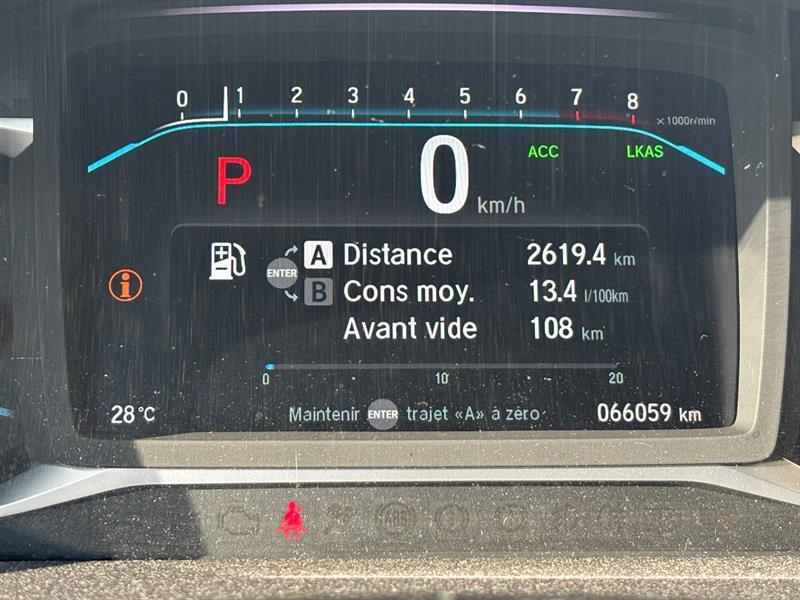 0 1 2 3 4 5 6 7 8
x1000r/min
P 0 km/h ACC LKAS
ENTER A Distance 2619.4 km
B Cons moy. 13.4 l/100km
Avant vide 108 km
0 10 20
28°C Maintenir ENTER trajet «A» à zéro 066059 km